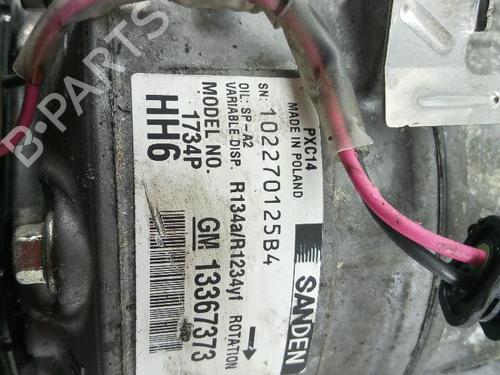 PXC14
MADE IN POLAND
SANDEN
SN: 102270125B4
OIL: SP-A2
VARIABLE DISP. R134a/R1234yf ROTATION
MODEL NO.
1734P
GM 13367373
HH6
B-PARTS